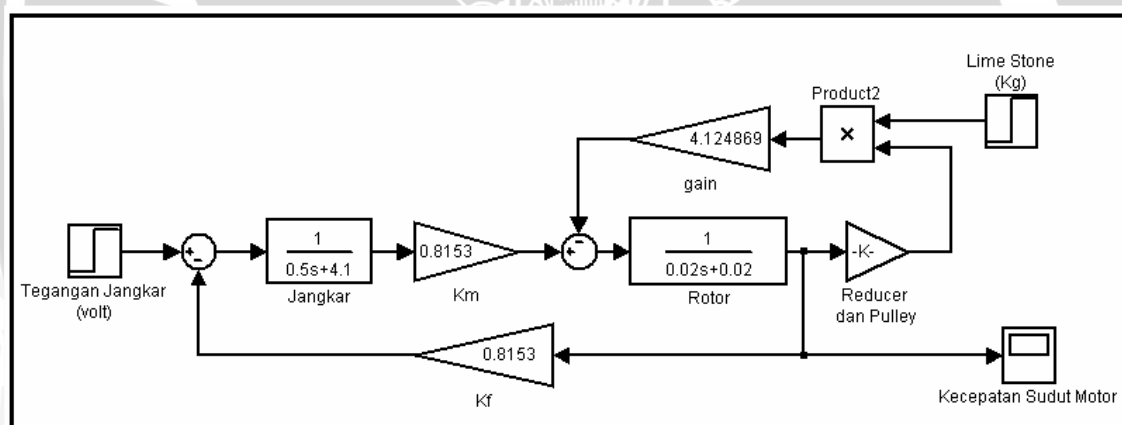 Lime Stone
(Kg)
Product2
×
4.124869
gain
+
−
1
0.5s+4.1
Jangkar
0.8153
Km
+
−
1
0.02s+0.02
Rotor
-K-
Reducer
dan Pulley
Tegangan Jangkar
(volt)
0.8153
Kf
Kecepatan Sudut Motor